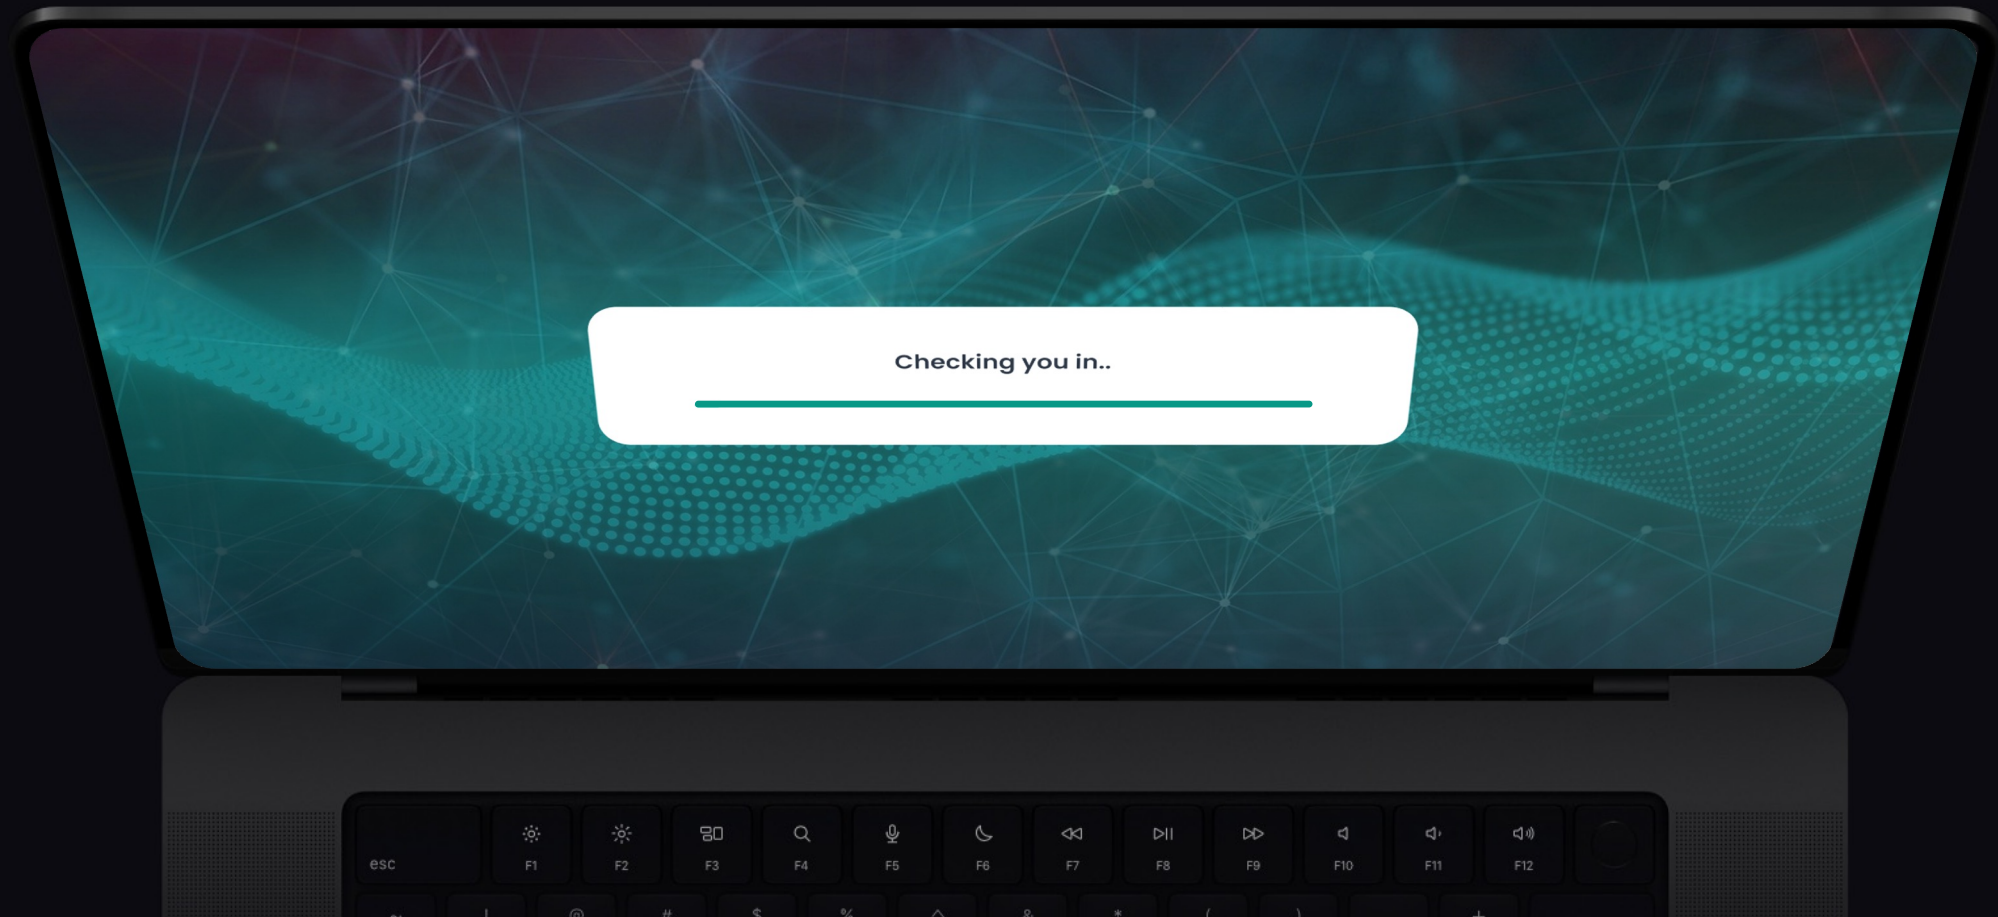 Checking you in..
esc
F1 F2 F3 F4 F5 F6 F7 F8 F9 F10 F11 F12
~ ! @ # $ % ^ & * ( ) +